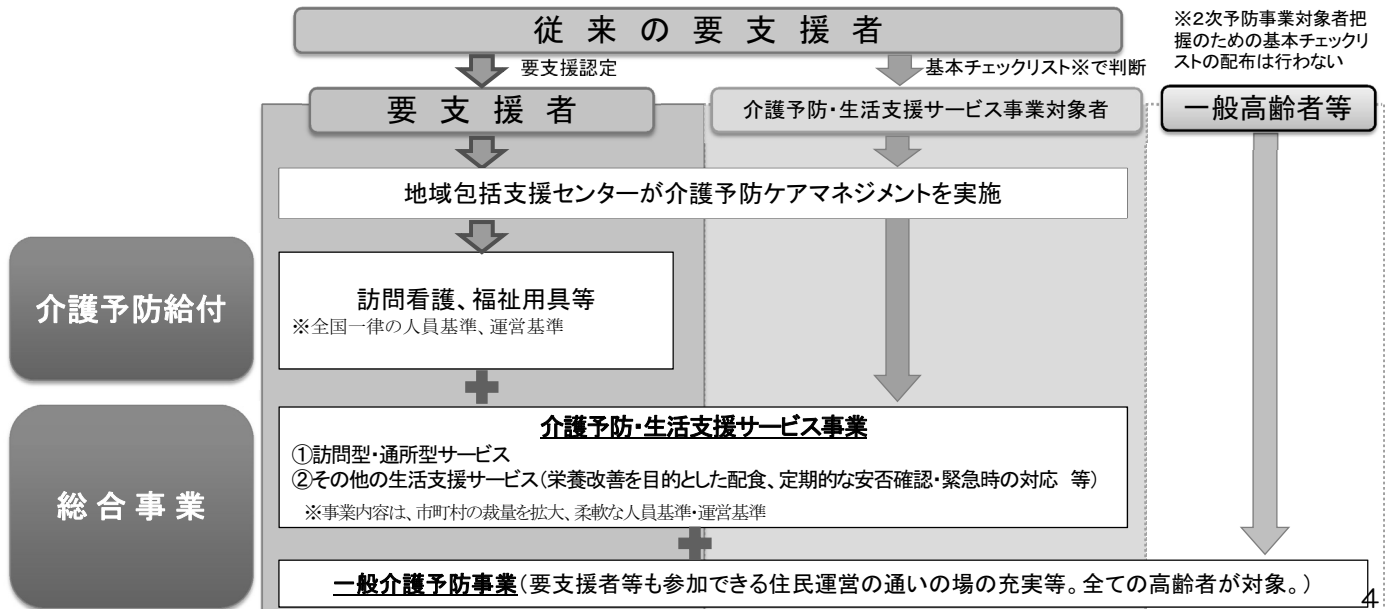 従来の要支援者
※２次予防事業対象者把
握のための基本チェックリ
ストの配布は行わない
要支援認定
基本チェックリスト※で判断
要支援者
介護予防・生活支援サービス事業対象者
一般高齢者等
地域包括支援センターが介護予防ケアマネジメントを実施
介護予防給付
訪問看護、福祉用具等
※全国一律の人員基準、運営基準
総合事業
介護予防・生活支援サービス事業
①訪問型・通所型サービス
②その他の生活支援サービス（栄養改善を目的とした配食、定期的な安否確認・緊急時の対応 等）
※事業内容は、市町村の裁量を拡大、柔軟な人員基準・運営基準
一般介護予防事業（要支援者等も参加できる住民運営の通いの場の充実等。全ての高齢者が対象。）
4